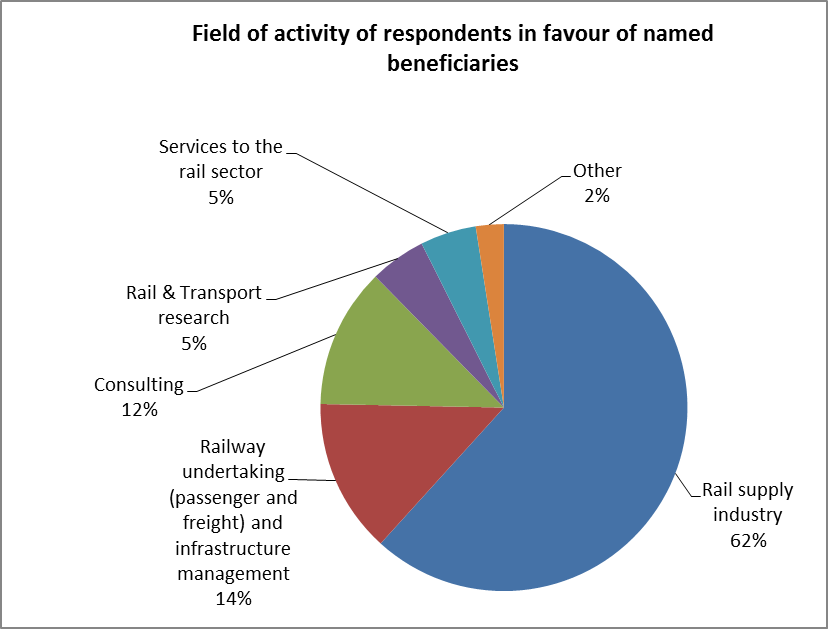 Field of activity of respondents in favour of named
beneficiaries
Services to the
rail sector
5%
Other
2%
Rail & Transport
research
5%
Consulting
12%
Railway
undertaking
(passenger and
freight) and
infrastructure
management
14%
Rail supply
industry
62%